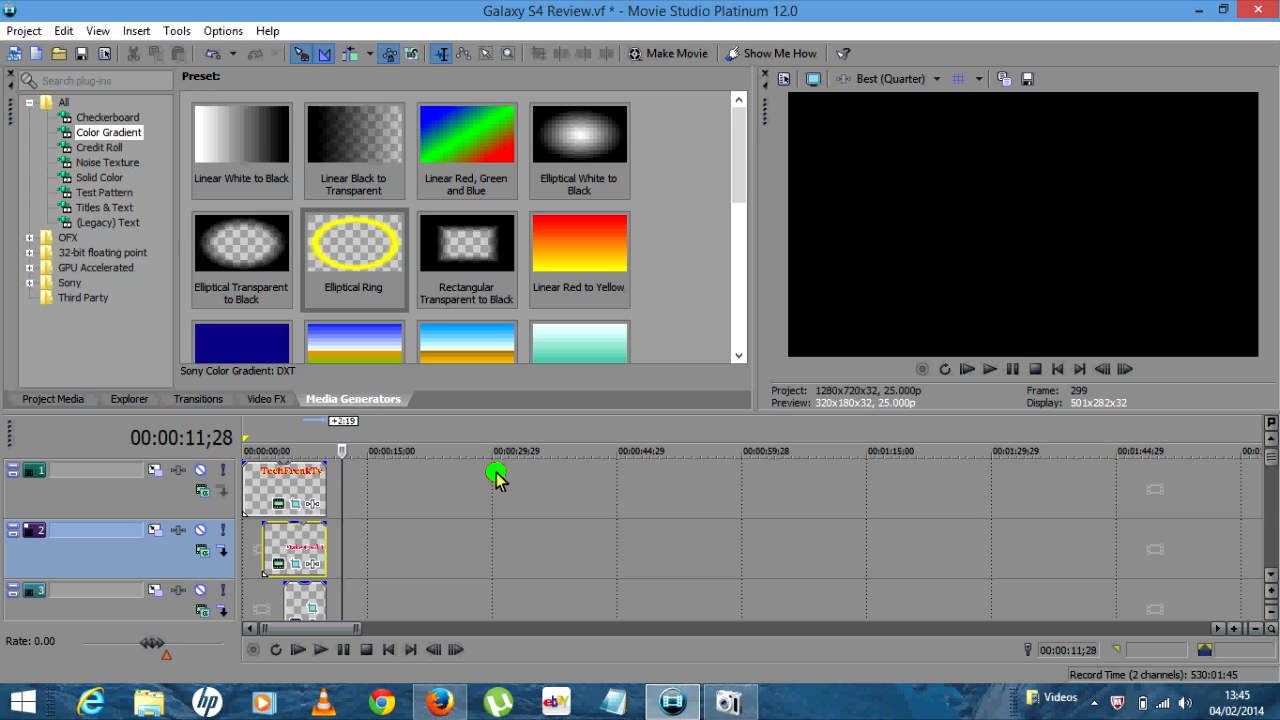 Galaxy S4 Review.vf * - Movie Studio Platinum 12.0
Project Edit View Insert Tools Options Help
Make Movie Show Me How
Search plug-ins
Preset:
Best (Quarter)
All
Checkerboard
Color Gradient
Credit Roll
Noise Texture
Solid Color
Test Pattern
Titles & Text
(Legacy) Text
OFX
32-bit floating point
GPU Accelerated
Sony
Third Party
Linear White to Black
Linear Black to
Transparent
Linear Red, Green
and Blue
Elliptical White to
Black
Elliptical Transparent
to Black
Elliptical Ring
Rectangular
Transparent to Black
Linear Red to Yellow
Sony Color Gradient: DXT
Project Media Explorer Transitions Video FX Media Generators
Project: 1280x720x32, 25.000p
Preview: 320x180x32, 25.000p
Frame: 299
Display: 501x282x32
+2:19
00:00:11;28
00:00:00;00 00:00:15;00 00:00:29;29 00:00:44;29 00:00:59;28 00:01:15;00 00:01:29;29 00:01:44;29 00:0
1
2
3
Rate: 0.00
00:00:11;28
Record Time (2 channels): 530:01:45
hp
ebay
Videos
13:45
04/02/2014